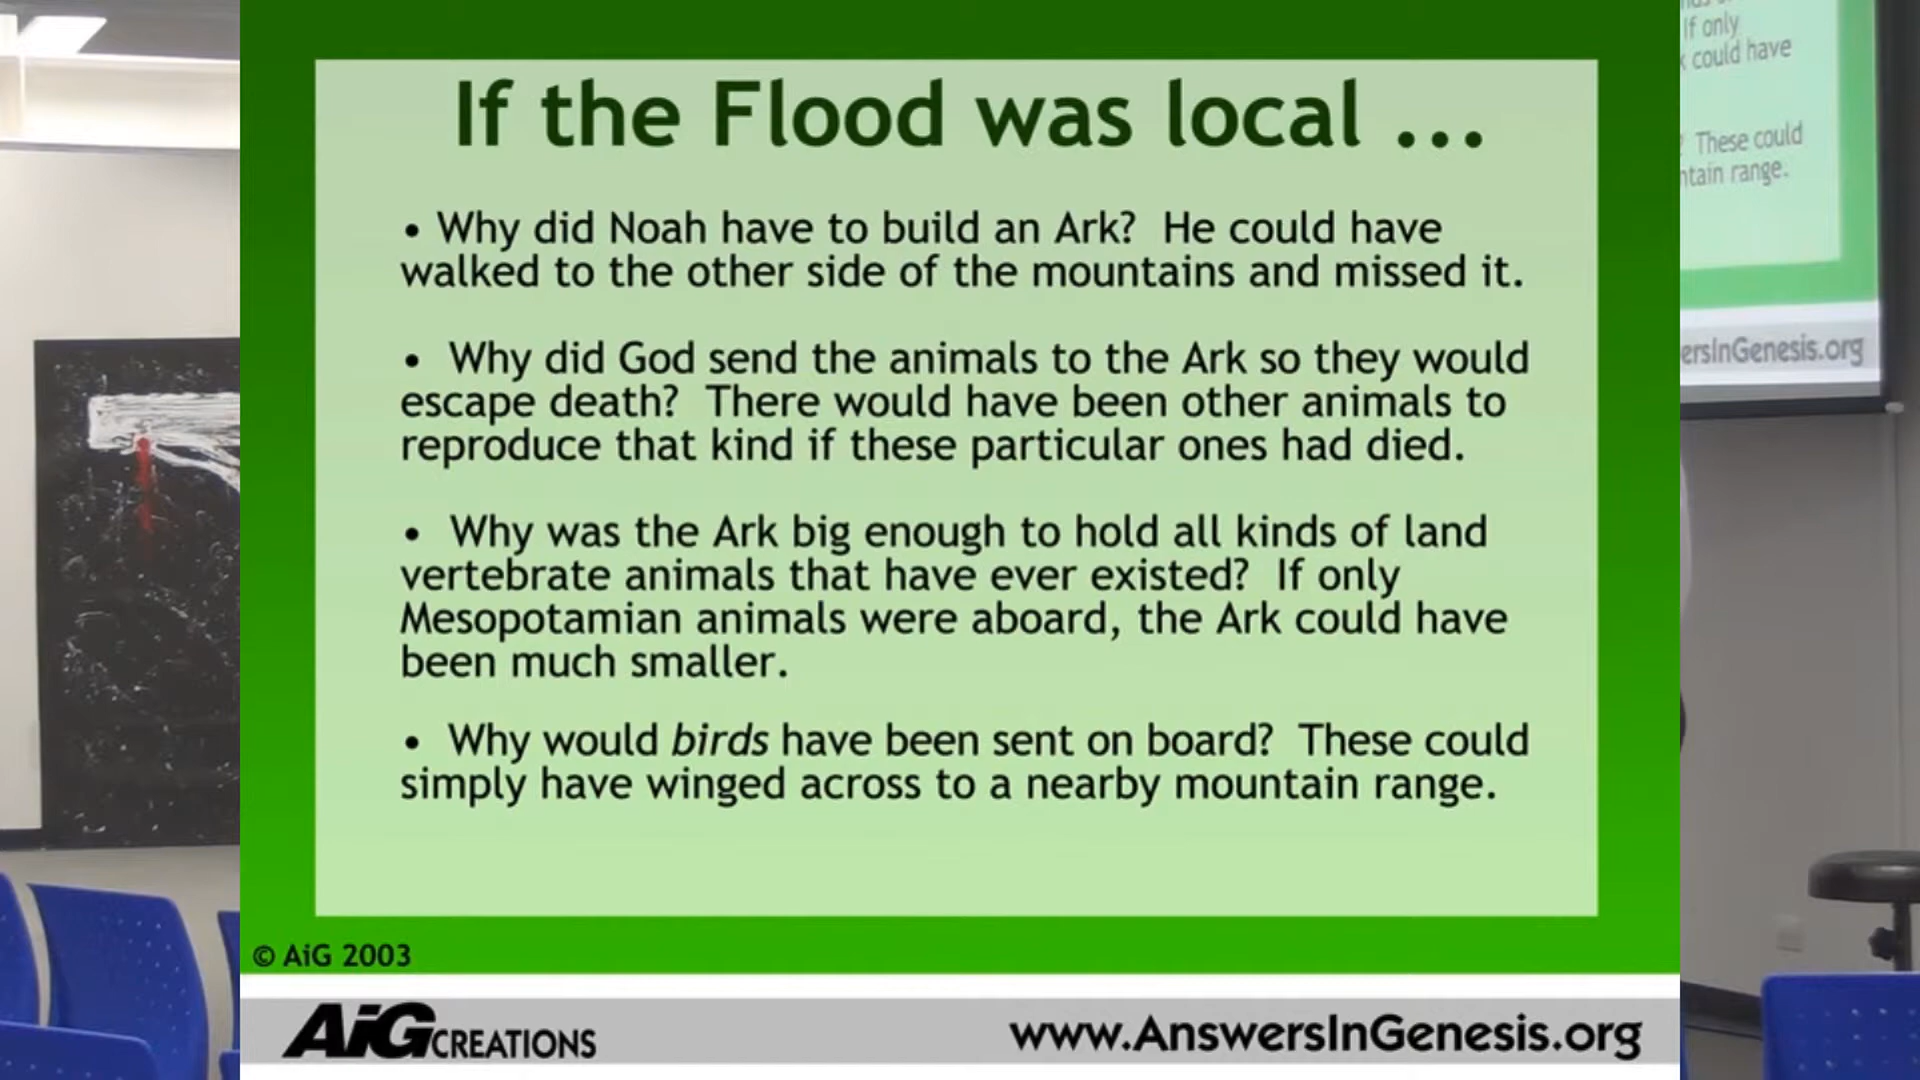 If the Flood was local ...
• Why did Noah have to build an Ark? He could have
walked to the other side of the mountains and missed it.
• Why did God send the animals to the Ark so they would
escape death? There would have been other animals to
reproduce that kind if these particular ones had died.
• Why was the Ark big enough to hold all kinds of land
vertebrate animals that have ever existed? If only
Mesopotamian animals were aboard, the Ark could have
been much smaller.
• Why would birds have been sent on board? These could
simply have winged across to a nearby mountain range.
© AiG 2003
AiG CREATIONS
www.AnswersInGenesis.org
If only
could have
? These could
ntain range.
ersInGenesis.org